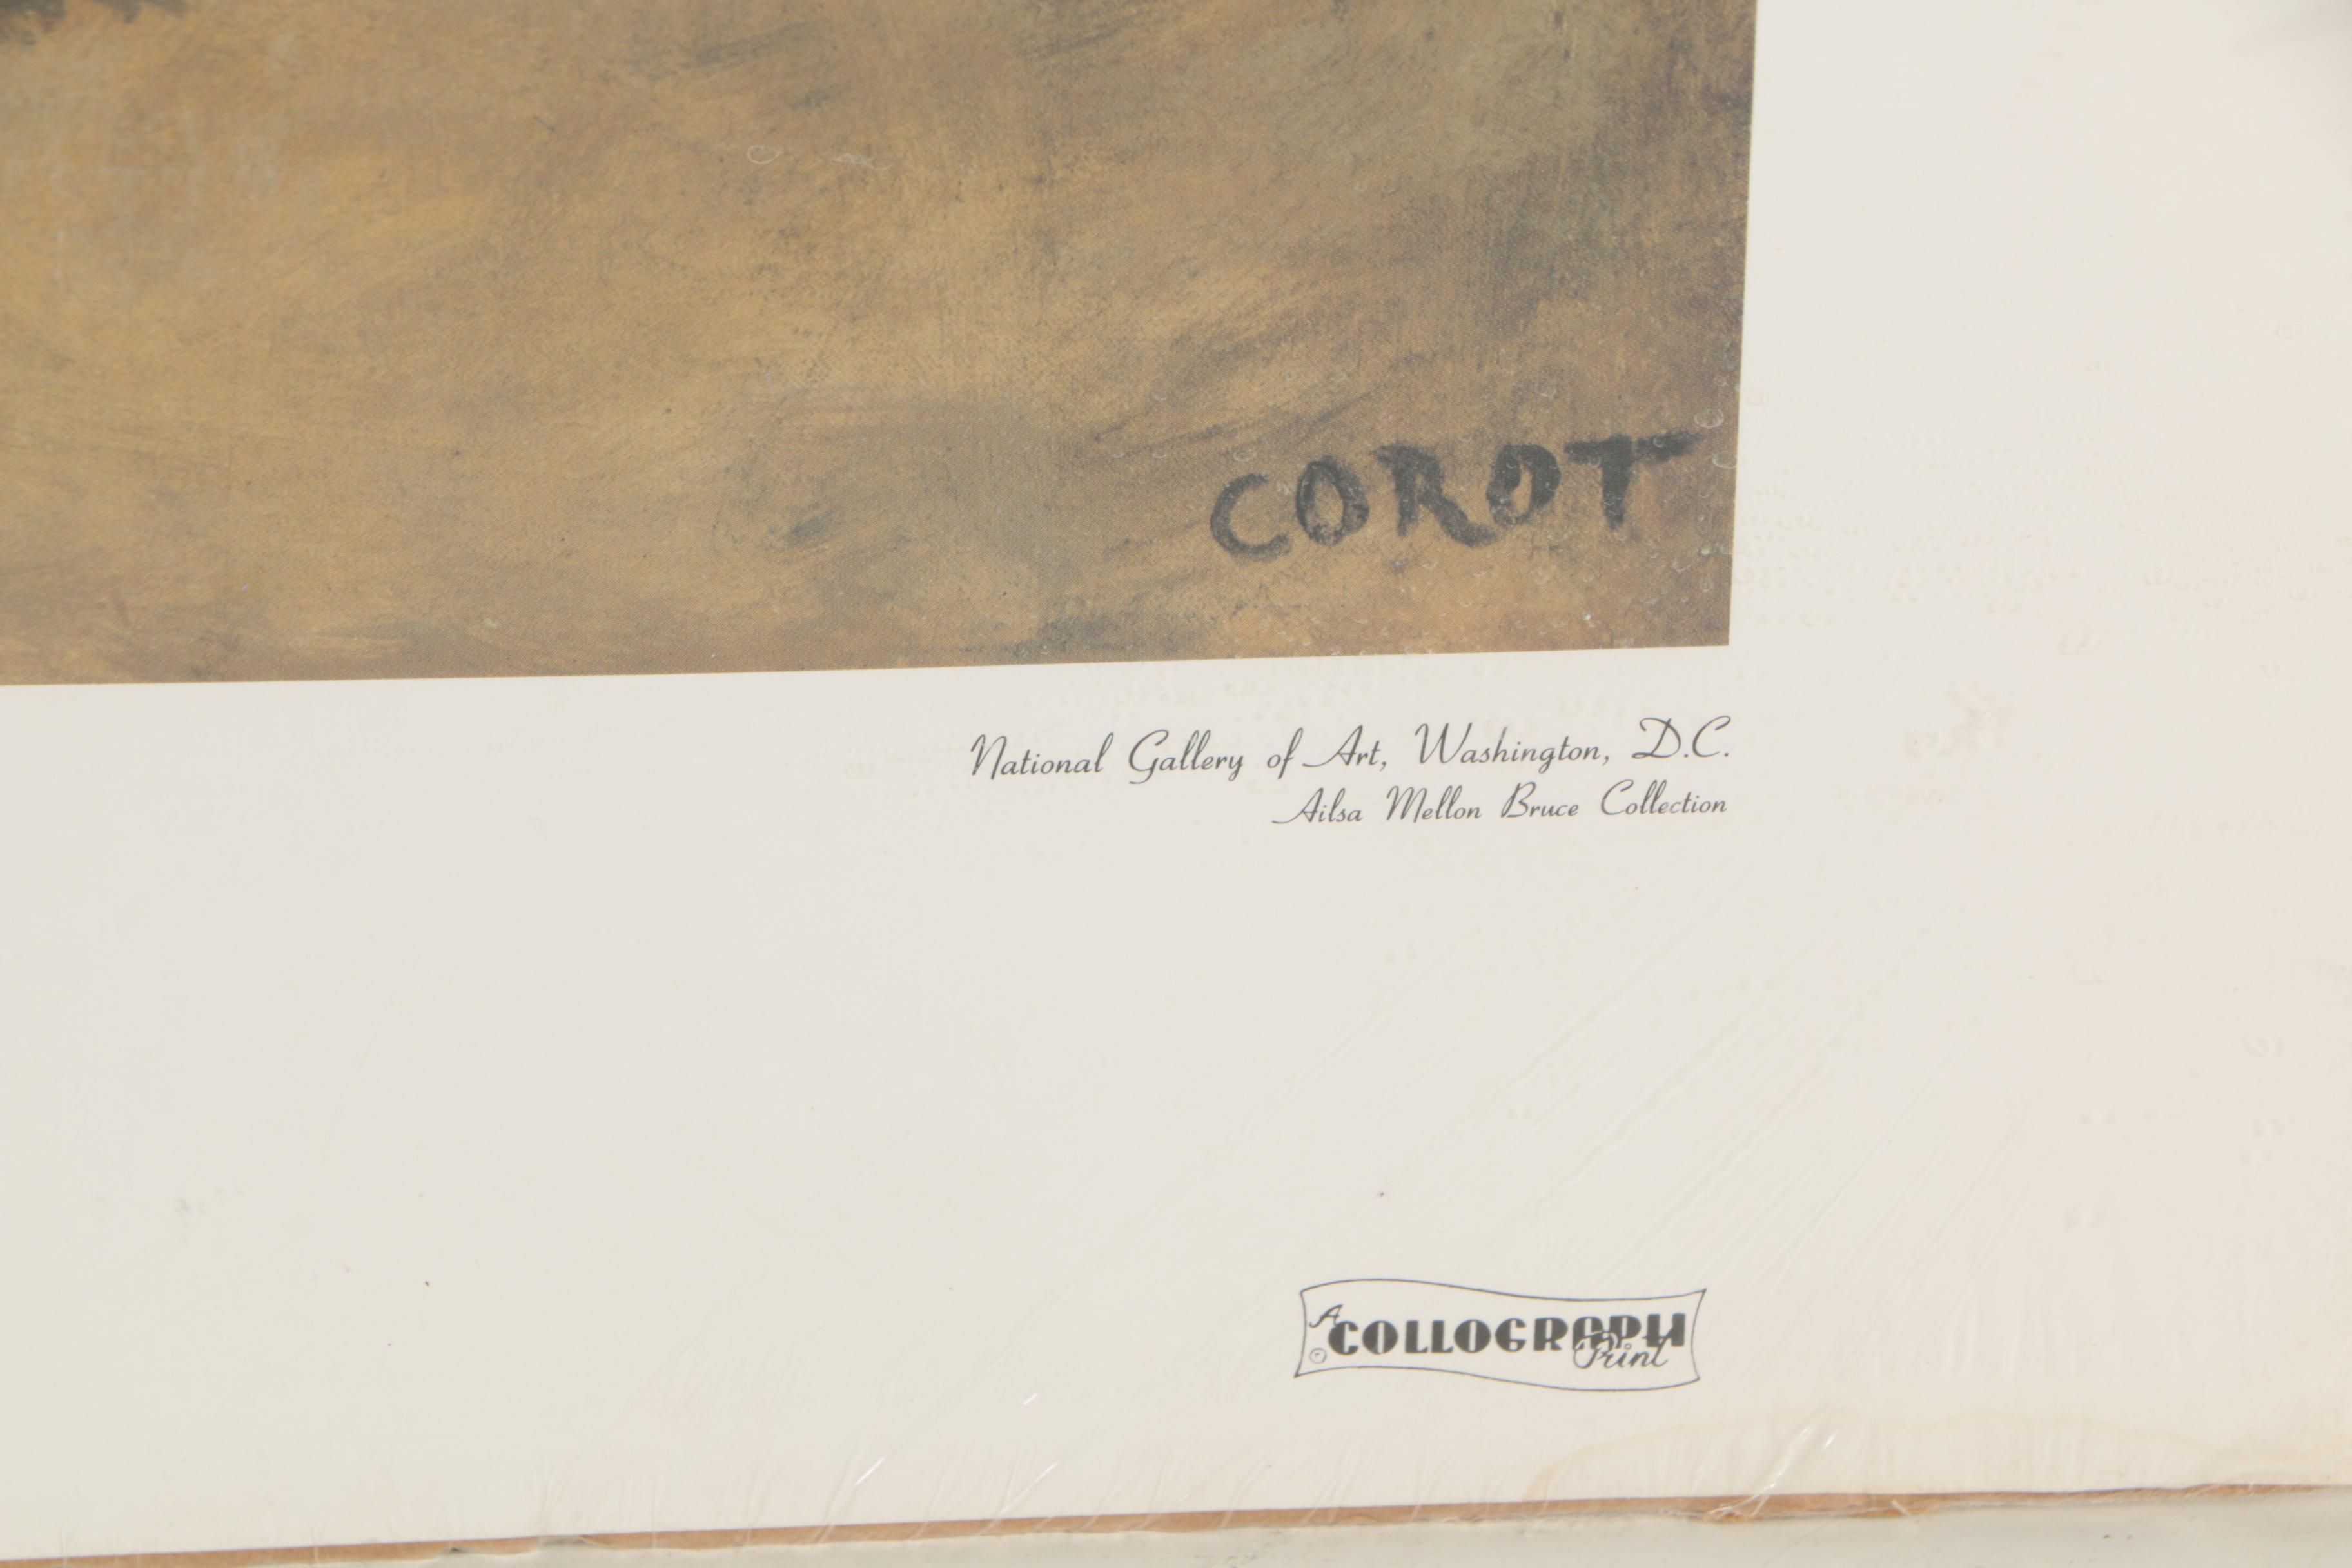 COROT
National Gallery of Art, Washington, D.C.
Ailsa Mellon Bruce Collection
A
COLLOGRAPH
Print